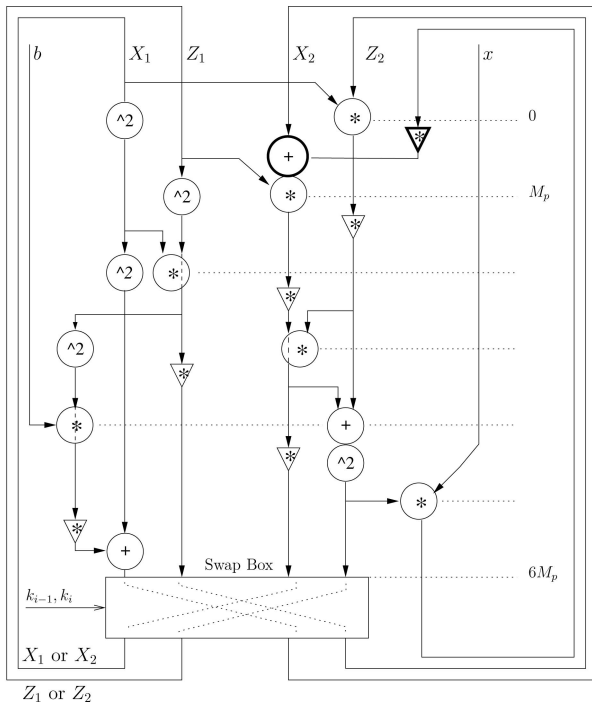 b X₁ Z₁ X₂ Z₂ x
^2 * 0 *
+
^2 * Mₚ
*
^2 * *
^2 * *
* +
* ^2
*
* +
Swap Box 6Mₚ
kᵢ₋₁, kᵢ
X₁ or X₂
Z₁ or Z₂